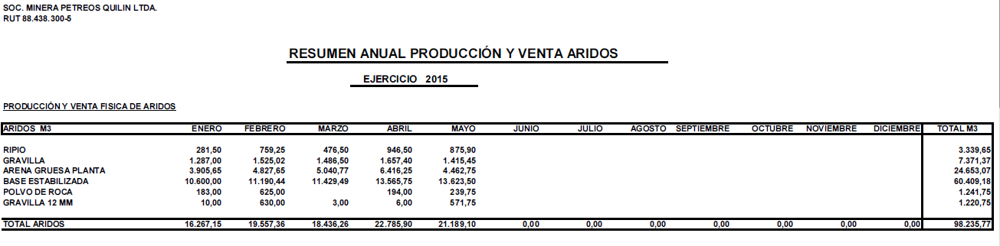 SOC. MINERA PETREOS QUILIN LTDA.
RUT 88.438.300-5
RESUMEN ANUAL PRODUCCIÓN Y VENTA ARIDOS
EJERCICIO 2015
PRODUCCIÓN Y VENTA FISICA DE ARIDOS
ARIDOS M3 ENERO FEBRERO MARZO ABRIL MAYO JUNIO JULIO AGOSTO SEPTIEMBRE OCTUBRE NOVIEMBRE DICIEMBRE TOTAL M3
RIPIO 281,50 759,25 476,50 946,50 875,90 3.339,65
GRAVILLA 1.287,00 1.525,02 1.486,50 1.657,40 1.415,45 7.371,37
ARENA GRUESA PLANTA 3.905,65 4.827,65 5.040,77 6.416,25 4.462,75 24.653,07
BASE ESTABILIZADA 10.600,00 11.190,44 11.429,49 13.565,75 13.623,50 60.409,18
POLVO DE ROCA 183,00 625,00 194,00 239,75 1.241,75
GRAVILLA 12 MM 10,00 630,00 3,00 6,00 571,75 1.220,75
TOTAL ARIDOS 16.267,15 19.557,36 18.436,26 22.785,90 21.189,10 0,00 0,00 0,00 0,00 0,00 0,00 0,00 98.235,77